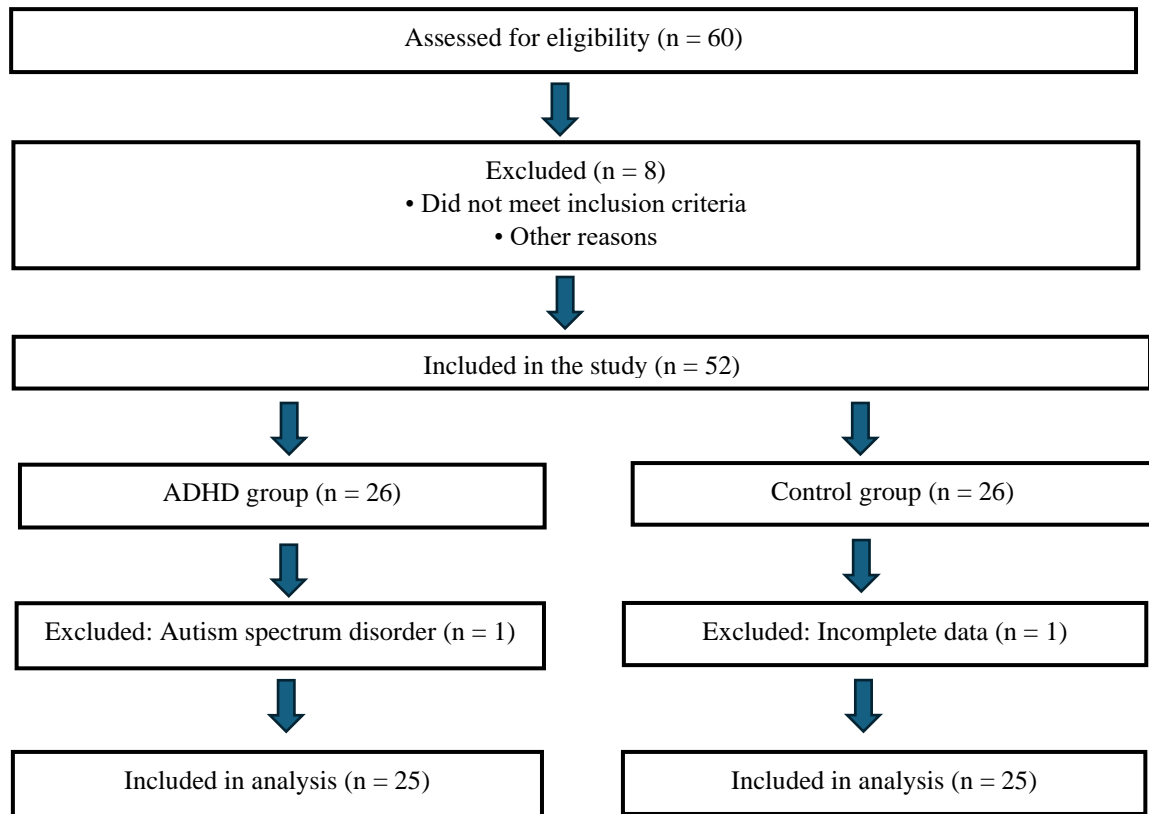 Assessed for eligibility (n = 60)
Excluded (n = 8)
• Did not meet inclusion criteria
• Other reasons
Included in the study (n = 52)
ADHD group (n = 26)
Control group (n = 26)
Excluded: Autism spectrum disorder (n = 1)
Excluded: Incomplete data (n = 1)
Included in analysis (n = 25)
Included in analysis (n = 25)